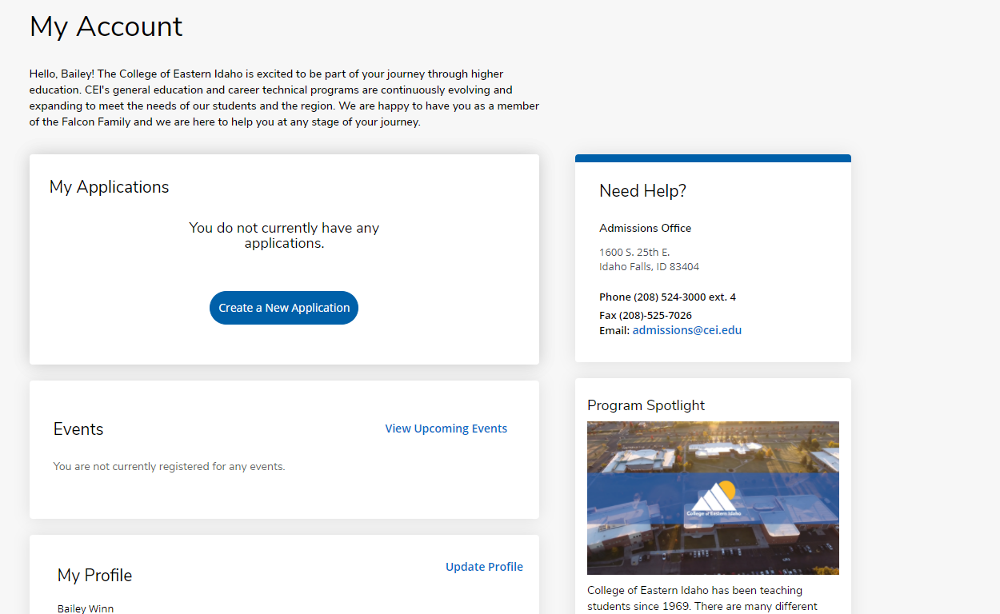 My Account
Hello, Bailey! The College of Eastern Idaho is excited to be part of your journey through higher
education. CEI's general education and career technical programs are continuously evolving and
expanding to meet the needs of our students and the region. We are happy to have you as a member
of the Falcon Family and we are here to help you at any stage of your journey.
My Applications
You do not currently have any
applications.
Create a New Application
Events
View Upcoming Events
You are not currently registered for any events.
My Profile
Update Profile
Bailey Winn
Need Help?
Admissions Office
1600 S. 25th E.
Idaho Falls, ID 83404
Phone (208) 524-3000 ext. 4
Fax (208)-525-7026
Email: admissions@cei.edu
Program Spotlight
College of Eastern Idaho
College of Eastern Idaho has been teaching
students since 1969. There are many different